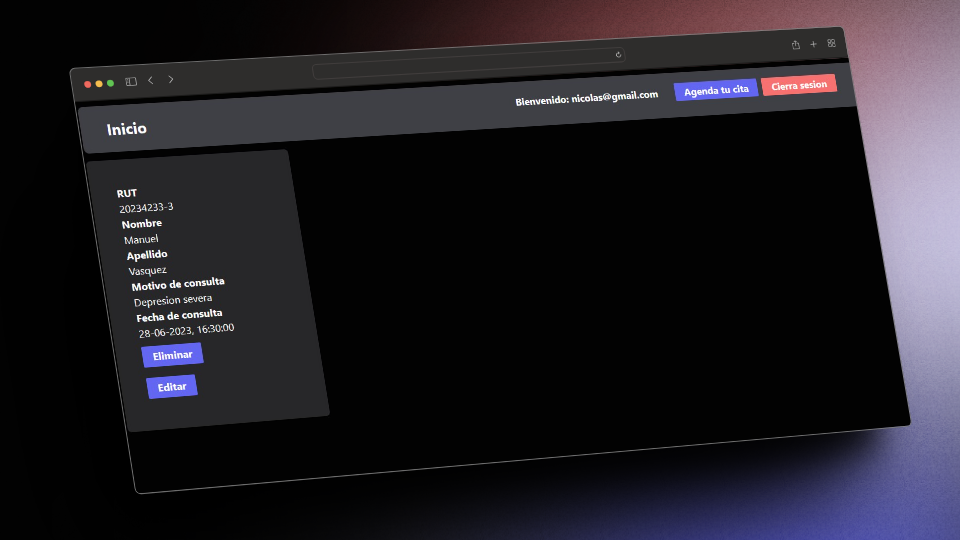 Inicio
Bienvenido: nicolas@gmail.com
Agenda tu cita
Cierra sesion
RUT
20234233-3
Nombre
Manuel
Apellido
Vasquez
Motivo de consulta
Depresion severa
Fecha de consulta
28-06-2023, 16:30:00
Eliminar
Editar